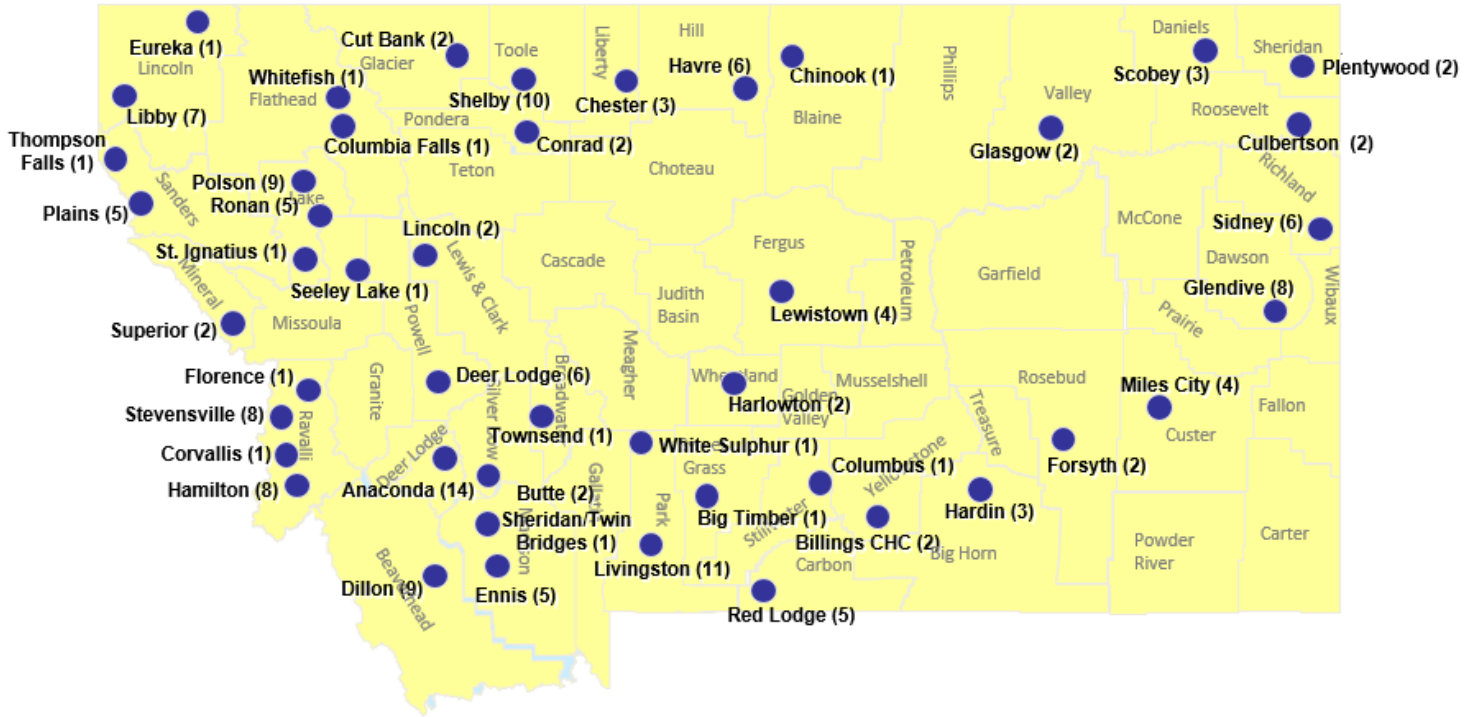 Eureka (1)
Lincoln
Libby (7)
Thompson
Falls (1)
Plains (5)
Sanders
Whitefish (1)
Flathead
Columbia Falls (1)
Cut Bank (2)
Glacier
Toole
Shelby (10)
Pondera
Conrad (2)
Teton
Liberty
Chester (3)
Hill
Havre (6)
Chinook (1)
Blaine
Choteau
Phillips
Valley
Glasgow (2)
Daniels
Scobey (3)
Sheridan
Plentywood (2)
Roosevelt
Culbertson (2)
Richland
Sidney (6)
McCone
Dawson
Glendive (8)
Wibaux
Prairie
Garfield
Petroleum
Fergus
Lewistown (4)
Judith
Basin
Cascade
Lewis & Clark
Lincoln (2)
Polson (9)
Lake
Ronan (5)
St. Ignatius (1)
Seeley Lake (1)
Mineral
Superior (2)
Missoula
Powell
Granite
Florence (1)
Stevensville (8)
Ravalli
Corvallis (1)
Hamilton (8)
Deer Lodge (6)
Deer Lodge
Anaconda (14)
Silver Bow
Butte (2)
Broadwater
Townsend (1)
Meagher
White Sulphur (1)
Wheatland
Harlowton (2)
Golden
Valley
Musselshell
Treasure
Rosebud
Forsyth (2)
Miles City (4)
Custer
Fallon
Carter
Powder
River
Hardin (3)
Big Horn
Yellowstone
Columbus (1)
Billings CHC (2)
Stillwater
Carbon
Red Lodge (5)
Grass
Big Timber (1)
Park
Livingston (11)
Gallatin
Sheridan/Twin
Bridges (1)
Madison
Ennis (5)
Dillon (9)
Beaverhead